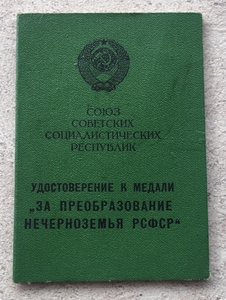 СОЮЗ
СОВЕТСКИХ
СОЦИАЛИСТИЧЕСКИХ
РЕСПУБЛИК
УДОСТОВЕРЕНИЕ К МЕДАЛИ
„ЗА ПРЕОБРАЗОВАНИЕ
НЕЧЕРНОЗЕМЬЯ РСФСР“